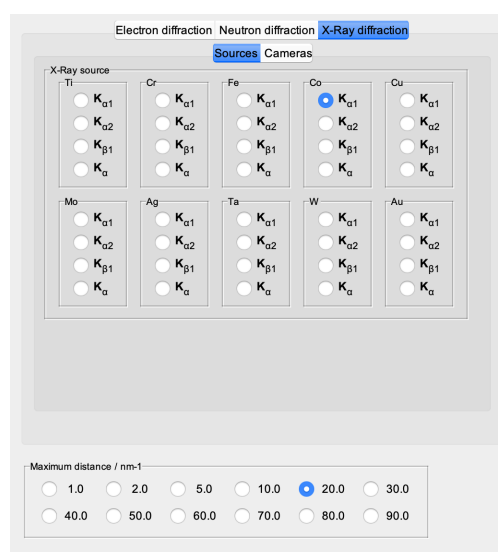 Electron diffraction Neutron diffraction X-Ray diffraction
Sources Cameras
X-Ray source
Ti Cr Fe Co Cu
Kα1 Kα1 Kα1 Kα1 Kα1
Kα2 Kα2 Kα2 Kα2 Kα2
Kβ1 Kβ1 Kβ1 Kβ1 Kβ1
Kα Kα Kα Kα Kα
Mo Ag Ta W Au
Kα1 Kα1 Kα1 Kα1 Kα1
Kα2 Kα2 Kα2 Kα2 Kα2
Kβ1 Kβ1 Kβ1 Kβ1 Kβ1
Kα Kα Kα Kα Kα
Maximum distance / nm-1
1.0 2.0 5.0 10.0 20.0 30.0
40.0 50.0 60.0 70.0 80.0 90.0